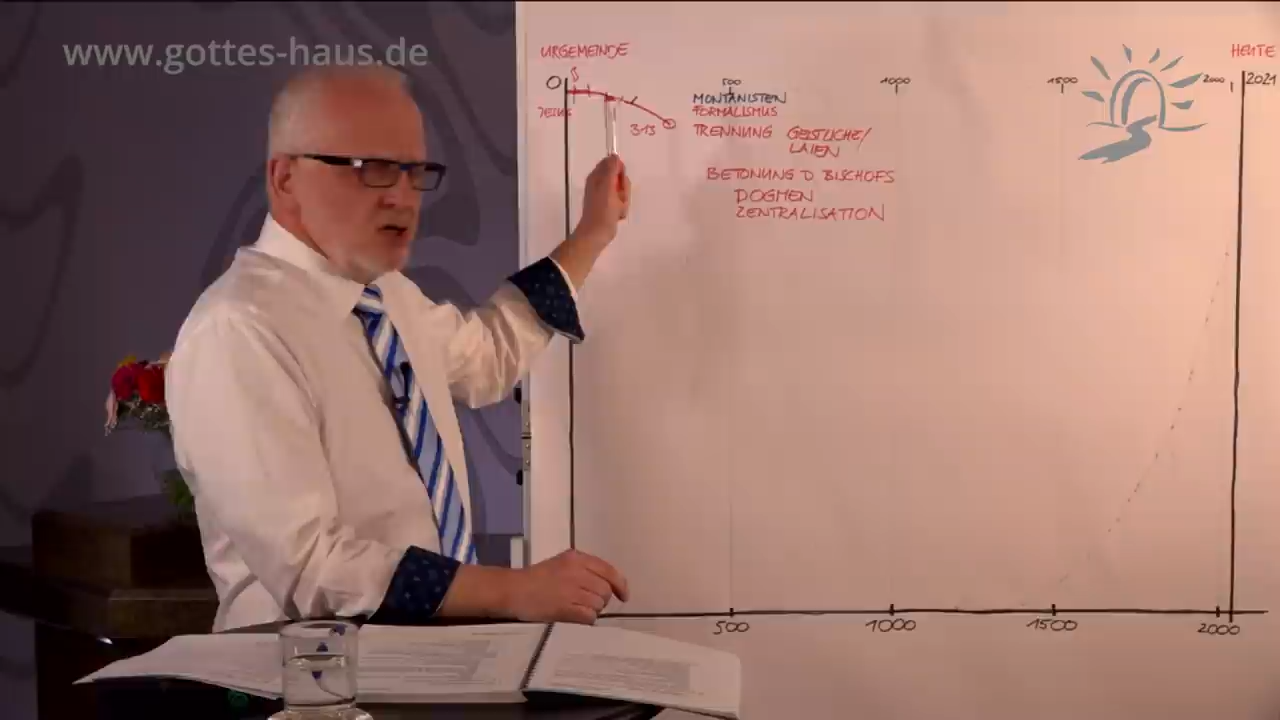 www.gottes-haus.de
URGEMEINDE
HEUTE
0
500
1000
1500
2000
2021
JESUS
313
MONTANISTEN
FORMALISMUS
TRENNUNG GEISTLICHE/
LAIEN
BETONUNG D BISCHOFS
DOGMEN
ZENTRALISATION
500
1000
1500
2000